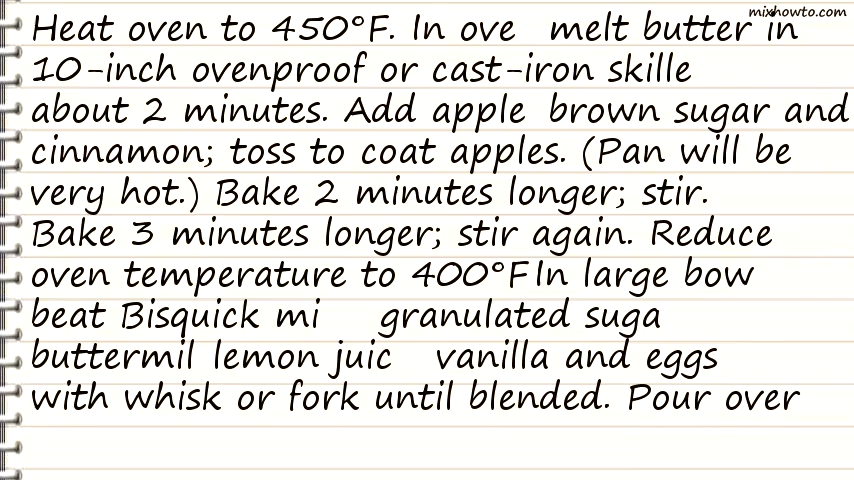 mixhowto.com
Heat oven to 450°F. In ove melt butter in
10-inch ovenproof or cast-iron skille
about 2 minutes. Add apple brown sugar and
cinnamon; toss to coat apples. (Pan will be
very hot.) Bake 2 minutes longer; stir.
Bake 3 minutes longer; stir again. Reduce
oven temperature to 400°FIn large bow
beat Bisquick mi granulated suga
buttermil lemon juic vanilla and eggs
with whisk or fork until blended. Pour over